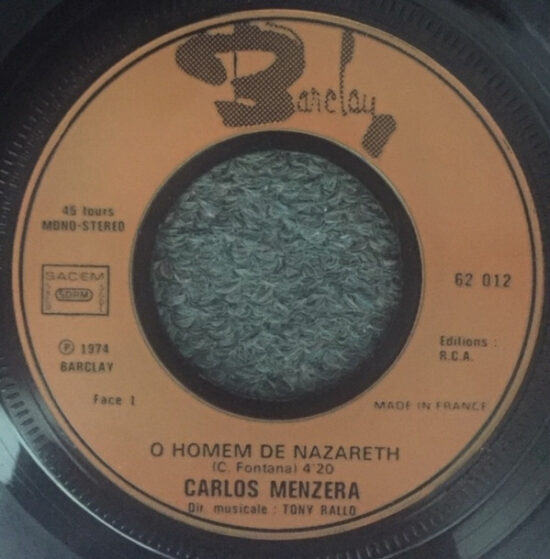 Barclay
45 tours
MONO-STEREO
SACEM
SDRM
62 012
℗ 1974
BARCLAY
Editions :
R.C.A.
Face 1
MADE IN FRANCE
O HOMEM DE NAZARETH
(C. Fontana) 4'20
CARLOS MENZERA
Dir. musicale : TONY RALLO